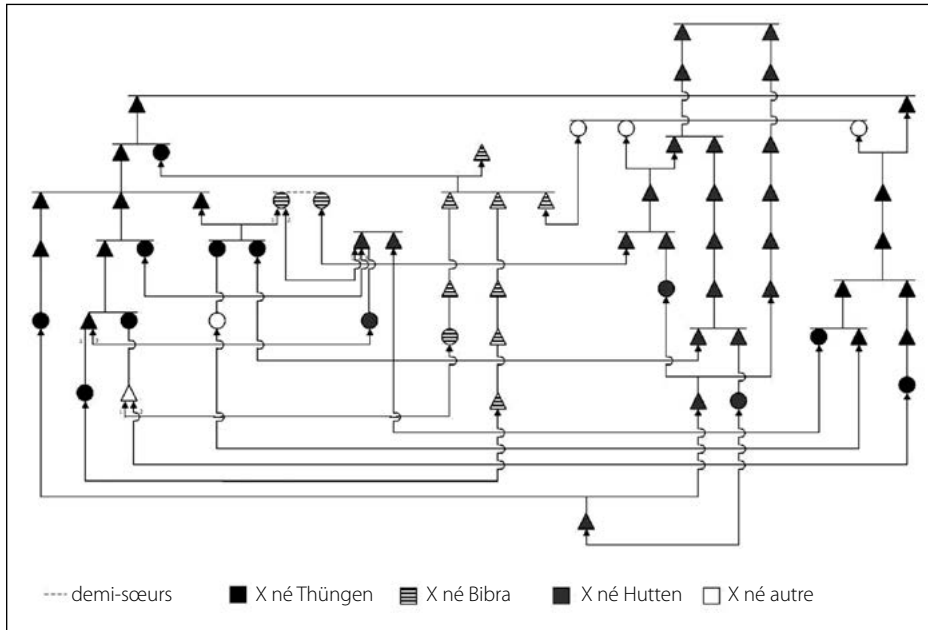 ---- demi-sœurs X né Thüngen X né Bibra X né Hutten X né autre